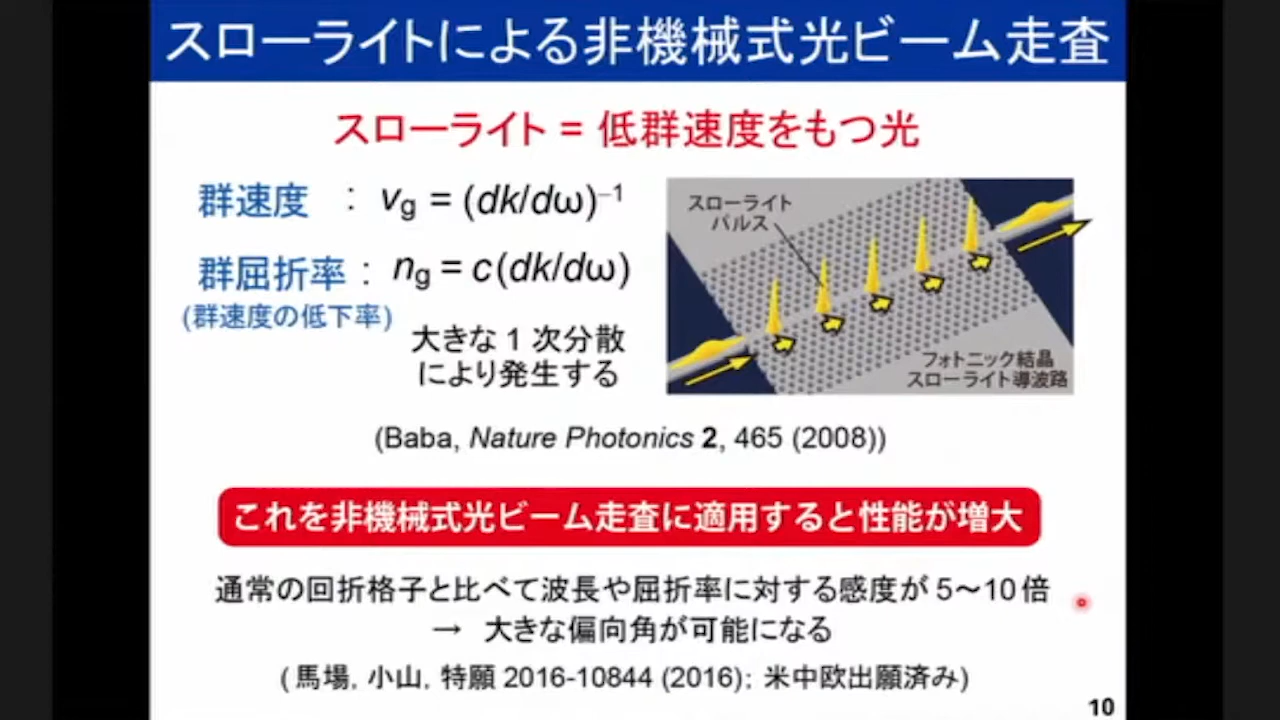 スローライトによる非機械式光ビーム走査
スローライト = 低群速度をもつ光
群速度 : vg = (dk/dω)⁻¹
群屈折率 : ng = c(dk/dω)
(群速度の低下率)
大きな 1 次分散
により発生する
スローライト
パルス
フォトニック結晶
スローライト導波路
(Baba, Nature Photonics 2, 465 (2008))
これを非機械式光ビーム走査に適用すると性能が増大
通常の回折格子と比べて波長や屈折率に対する感度が 5〜10 倍
→ 大きな偏向角が可能になる
( 馬場, 小山, 特願 2016-10844 (2016); 米中欧出願済み)
10